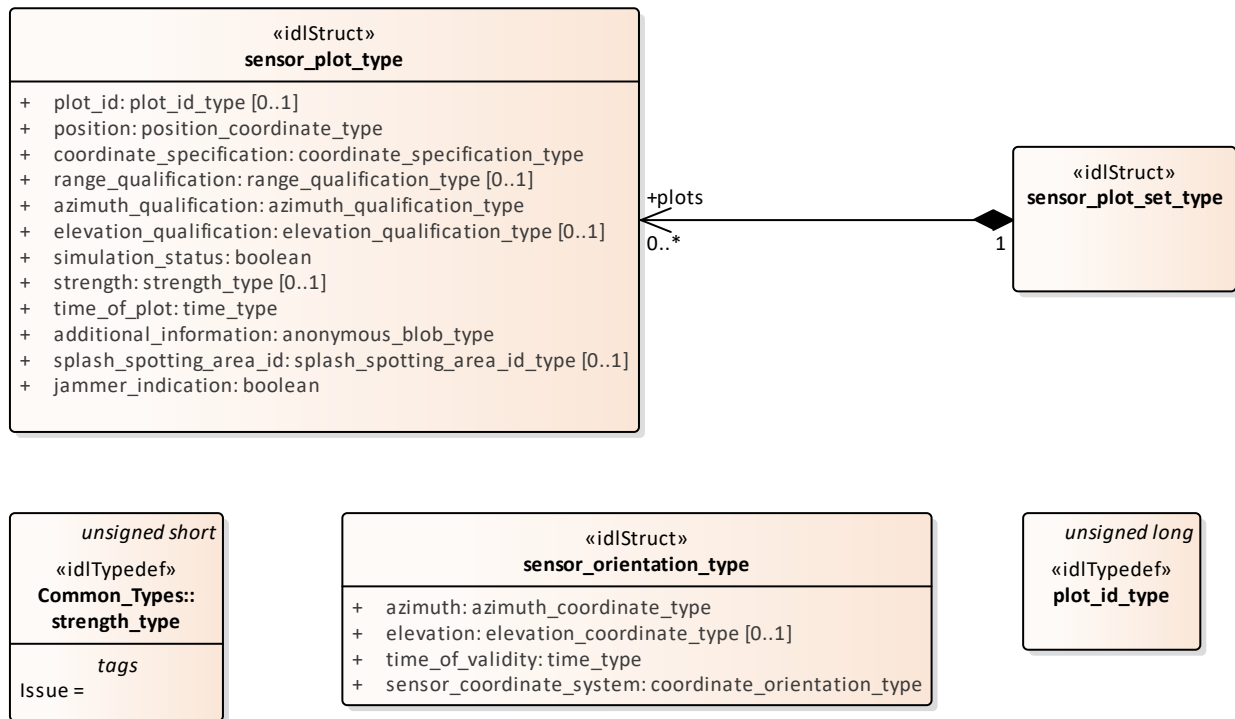 «idlStruct»
sensor_plot_type
+ plot_id: plot_id_type [0..1]
+ position: position_coordinate_type
+ coordinate_specification: coordinate_specification_type
+ range_qualification: range_qualification_type [0..1]
+ azimuth_qualification: azimuth_qualification_type
+ elevation_qualification: elevation_qualification_type [0..1]
+ simulation_status: boolean
+ strength: strength_type [0..1]
+ time_of_plot: time_type
+ additional_information: anonymous_blob_type
+ splash_spotting_area_id: splash_spotting_area_id_type [0..1]
+ jammer_indication: boolean
+plots
0..*
1
«idlStruct»
sensor_plot_set_type
unsigned short
«idlTypedef»
Common_Types::
strength_type
tags
Issue =
«idlStruct»
sensor_orientation_type
+ azimuth: azimuth_coordinate_type
+ elevation: elevation_coordinate_type [0..1]
+ time_of_validity: time_type
+ sensor_coordinate_system: coordinate_orientation_type
unsigned long
«idlTypedef»
plot_id_type